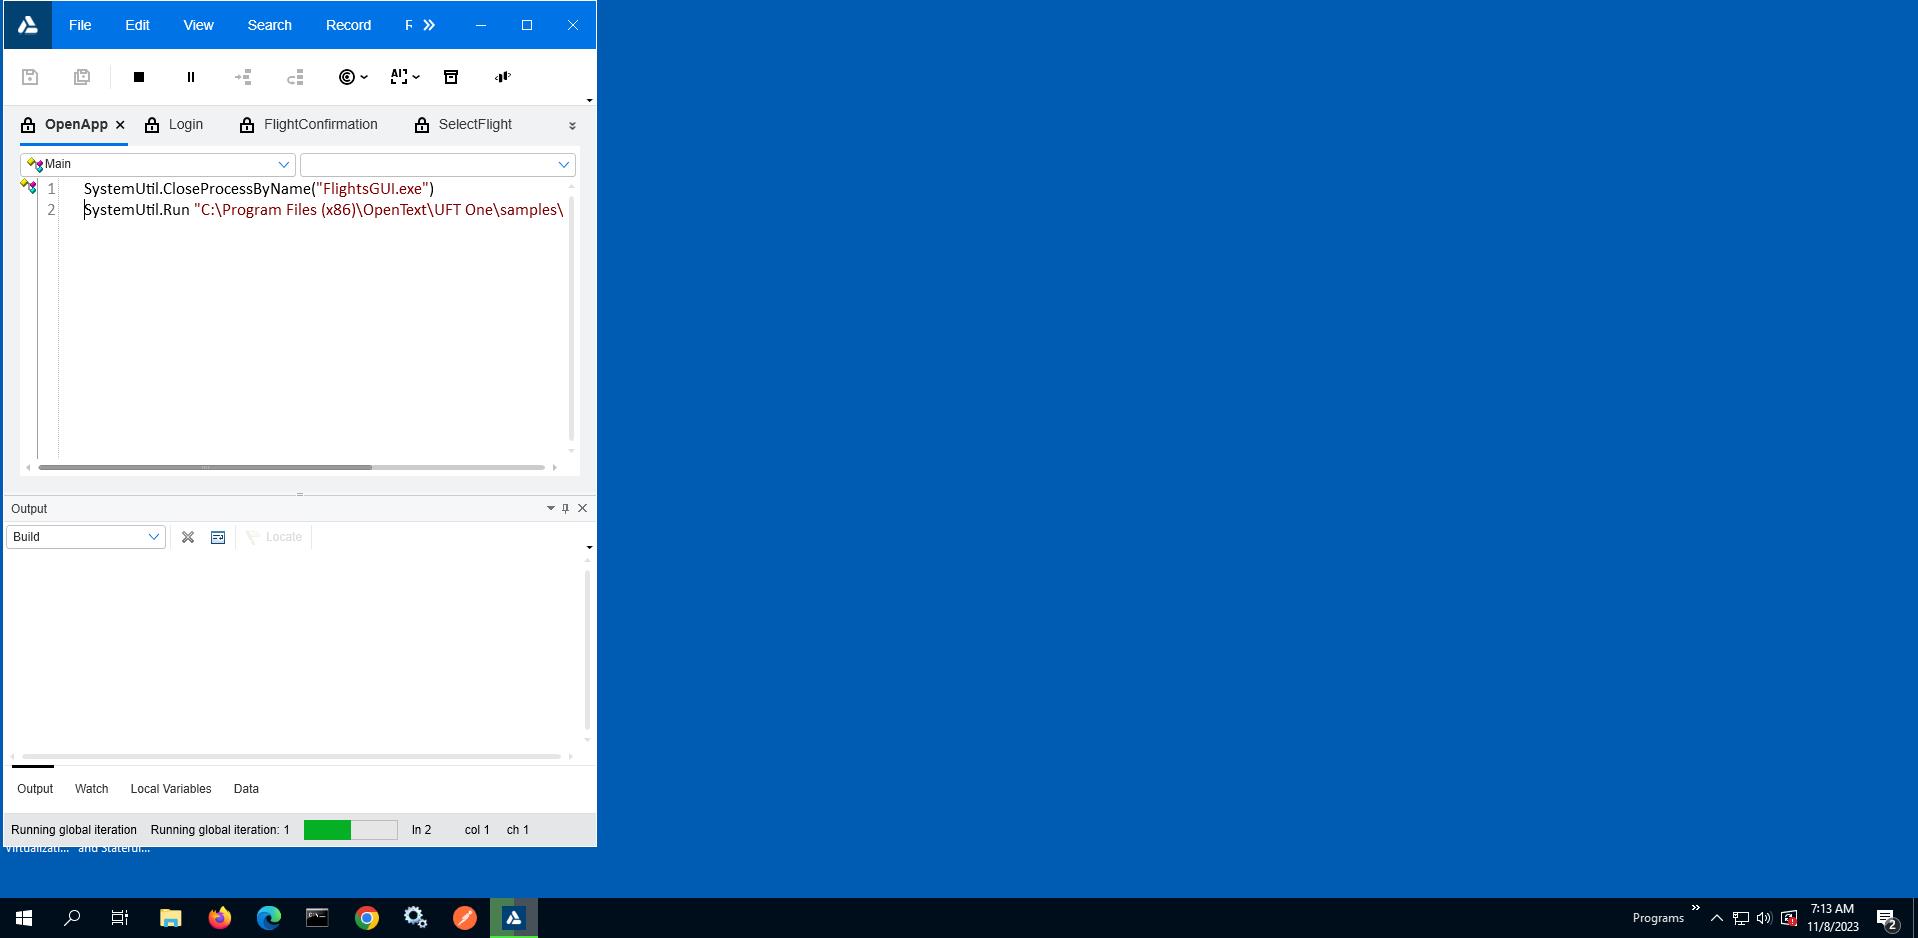 File Edit View Search Record R
OpenApp Login FlightConfirmation SelectFlight
Main
1 SystemUtil.CloseProcessByName("FlightsGUI.exe")
2 SystemUtil.Run "C:\Program Files (x86)\OpenText\UFT One\samples\
Output
Build Locate
Output Watch Local Variables Data
Running global iteration Running global iteration: 1 ln 2 col 1 ch 1
Virtualizati... and Stateful...
Programs 7:13 AM
11/8/2023 2